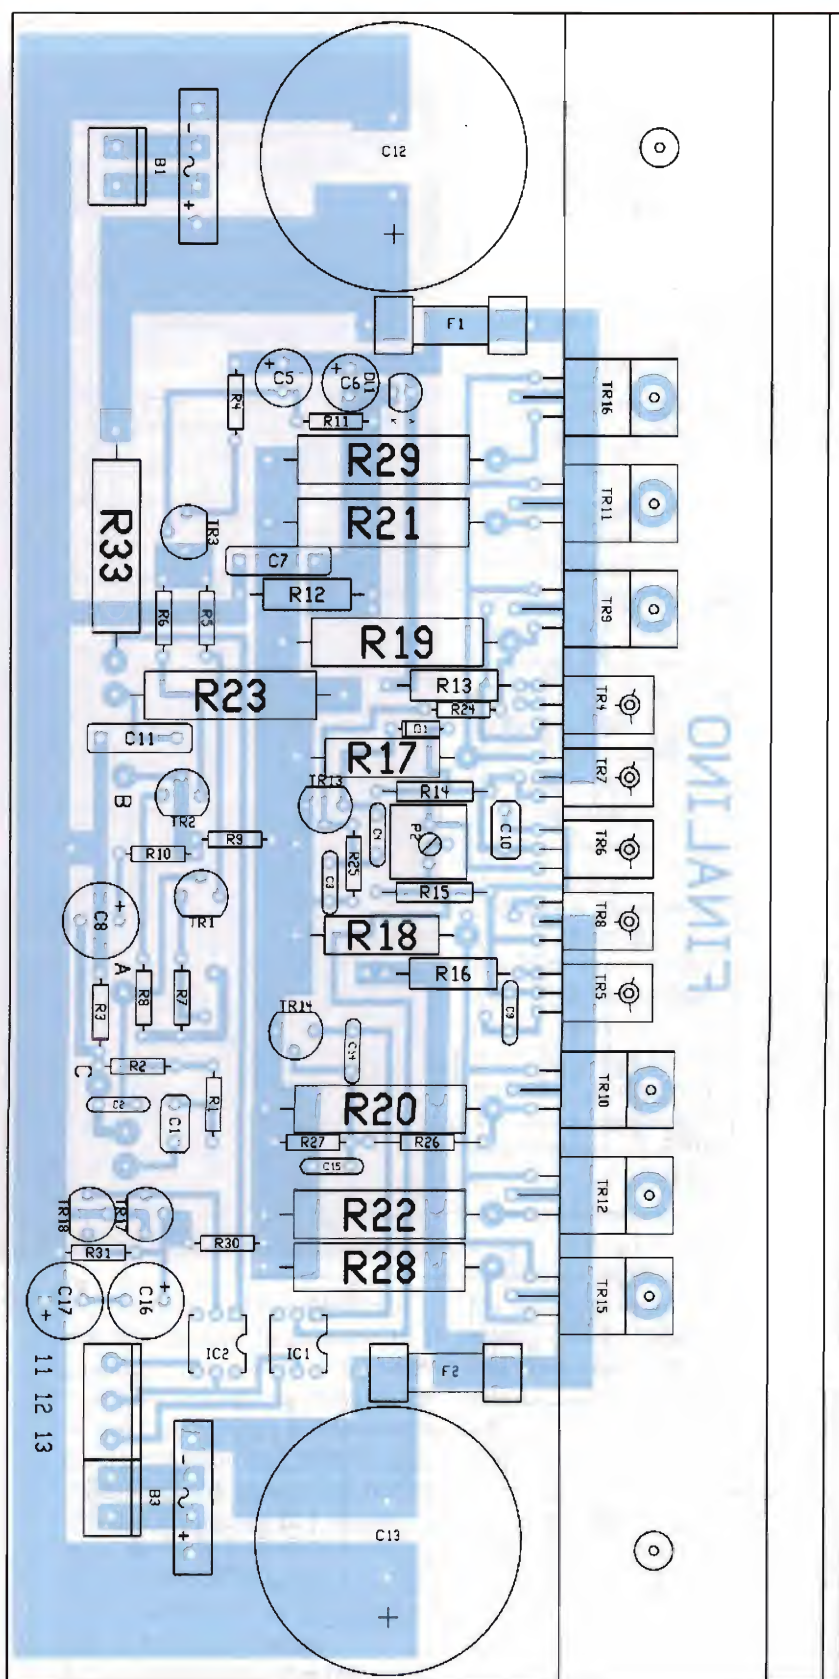 C12
B1
- ~ +
+
F1
TR16
+
C5
+
C6
DL1
K A
R4
R11
R29
TR11
R21
TR3
R33
C7
R12
R6
R5
TR9
R19
R13
R23
R24
TR4
D1
C11
R17
TR7
TR13
R14
B
TR2
C4
P2
C10
TR6
R9
R10
R25
C3
R15
TR1
+
C8
R18
TR8
FINALINO
A
R16
TR5
R3
R8
R7
C9
TR14
C14
C
R2
R1
C2
C1
R20
TR10
R27
R26
C15
TR18
TR17
R22
TR12
R30
R31
R28
C17
+
C16
+
TR15
IC2
IC1
F2
11 12 13
B3
- ~ +
C13
+